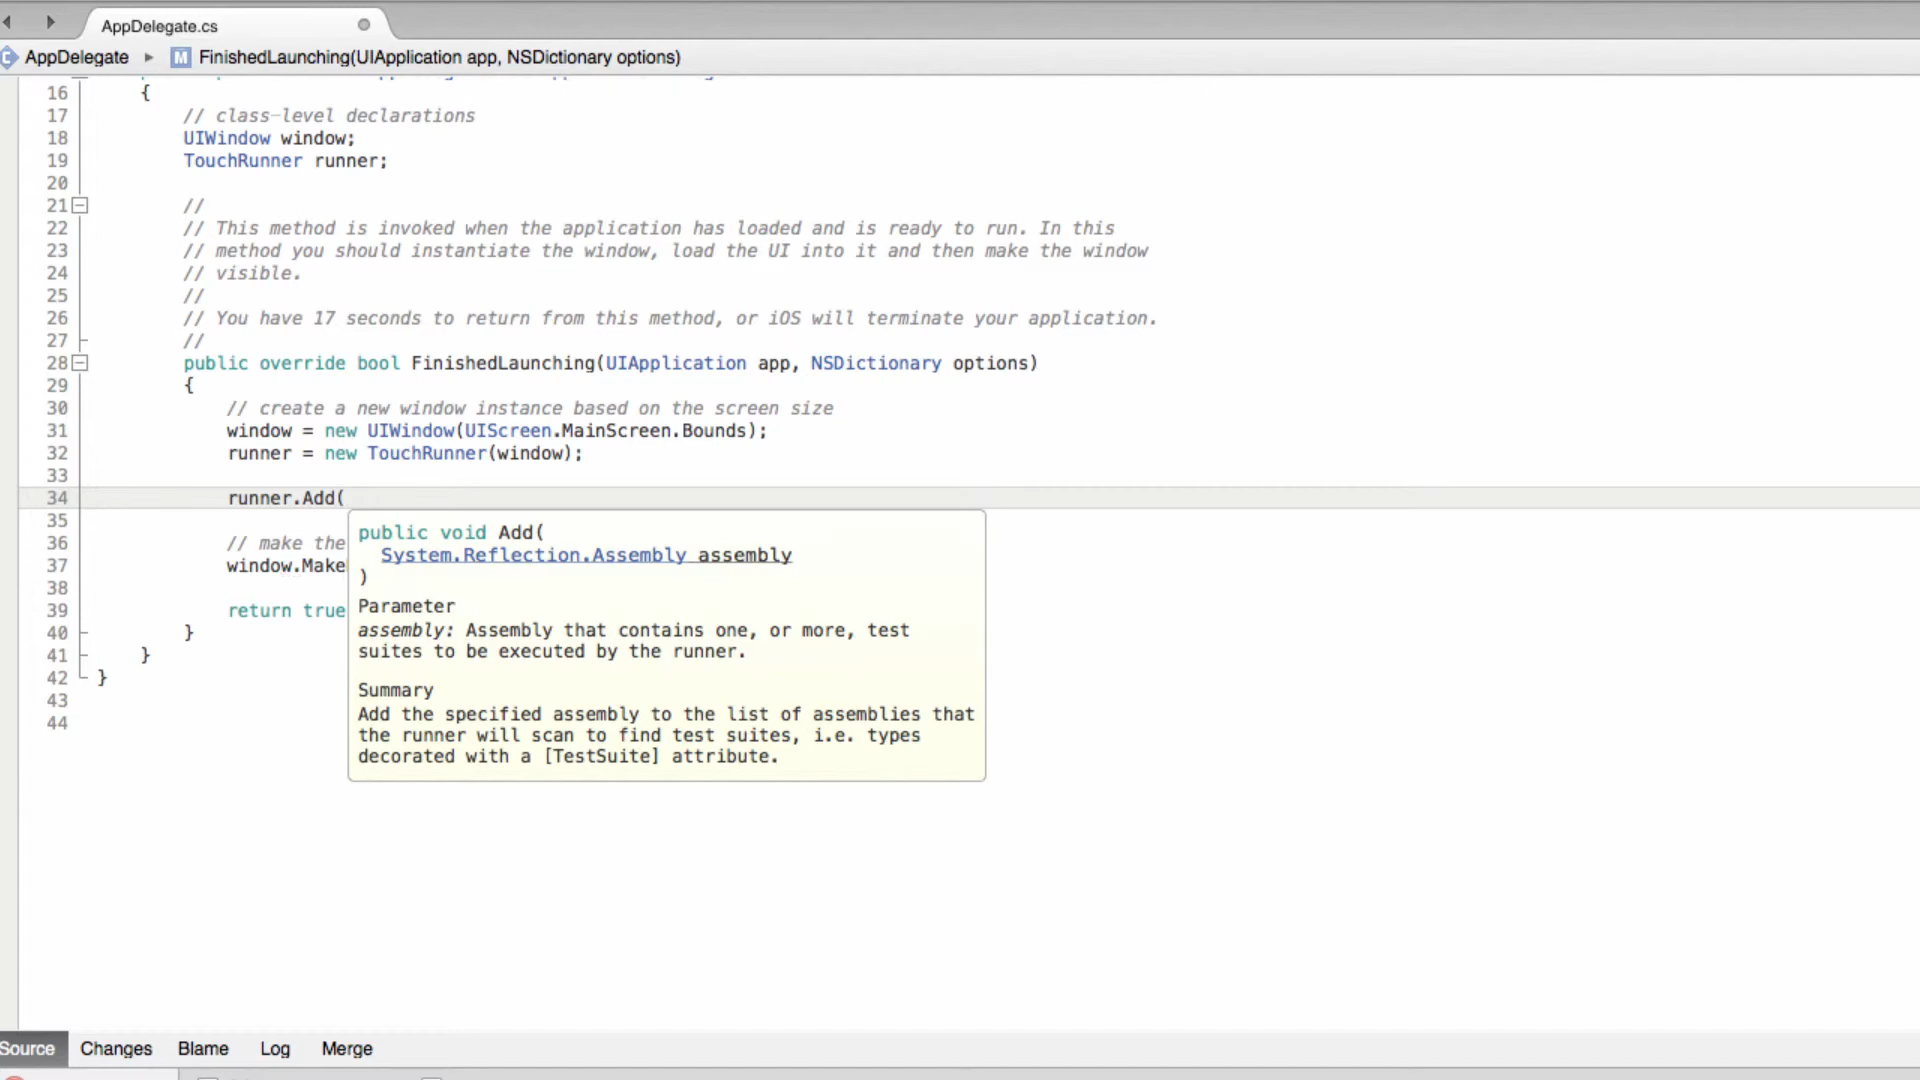 AppDelegate.cs
AppDelegate ▸ M FinishedLaunching(UIApplication app, NSDictionary options)
16 {
17 // class-level declarations
18 UIWindow window;
19 TouchRunner runner;
20
21 //
22 // This method is invoked when the application has loaded and is ready to run. In this
23 // method you should instantiate the window, load the UI into it and then make the window
24 // visible.
25 //
26 // You have 17 seconds to return from this method, or iOS will terminate your application.
27 //
28 public override bool FinishedLaunching(UIApplication app, NSDictionary options)
29 {
30 // create a new window instance based on the screen size
31 window = new UIWindow(UIScreen.MainScreen.Bounds);
32 runner = new TouchRunner(window);
33
34 runner.Add(
35
36 // make the
37 window.Make
38
39 return true
40 }
41 }
42 }
43
44
public void Add(
System.Reflection.Assembly assembly
)
Parameter
assembly: Assembly that contains one, or more, test
suites to be executed by the runner.
Summary
Add the specified assembly to the list of assemblies that
the runner will scan to find test suites, i.e. types
decorated with a [TestSuite] attribute.
Source Changes Blame Log Merge